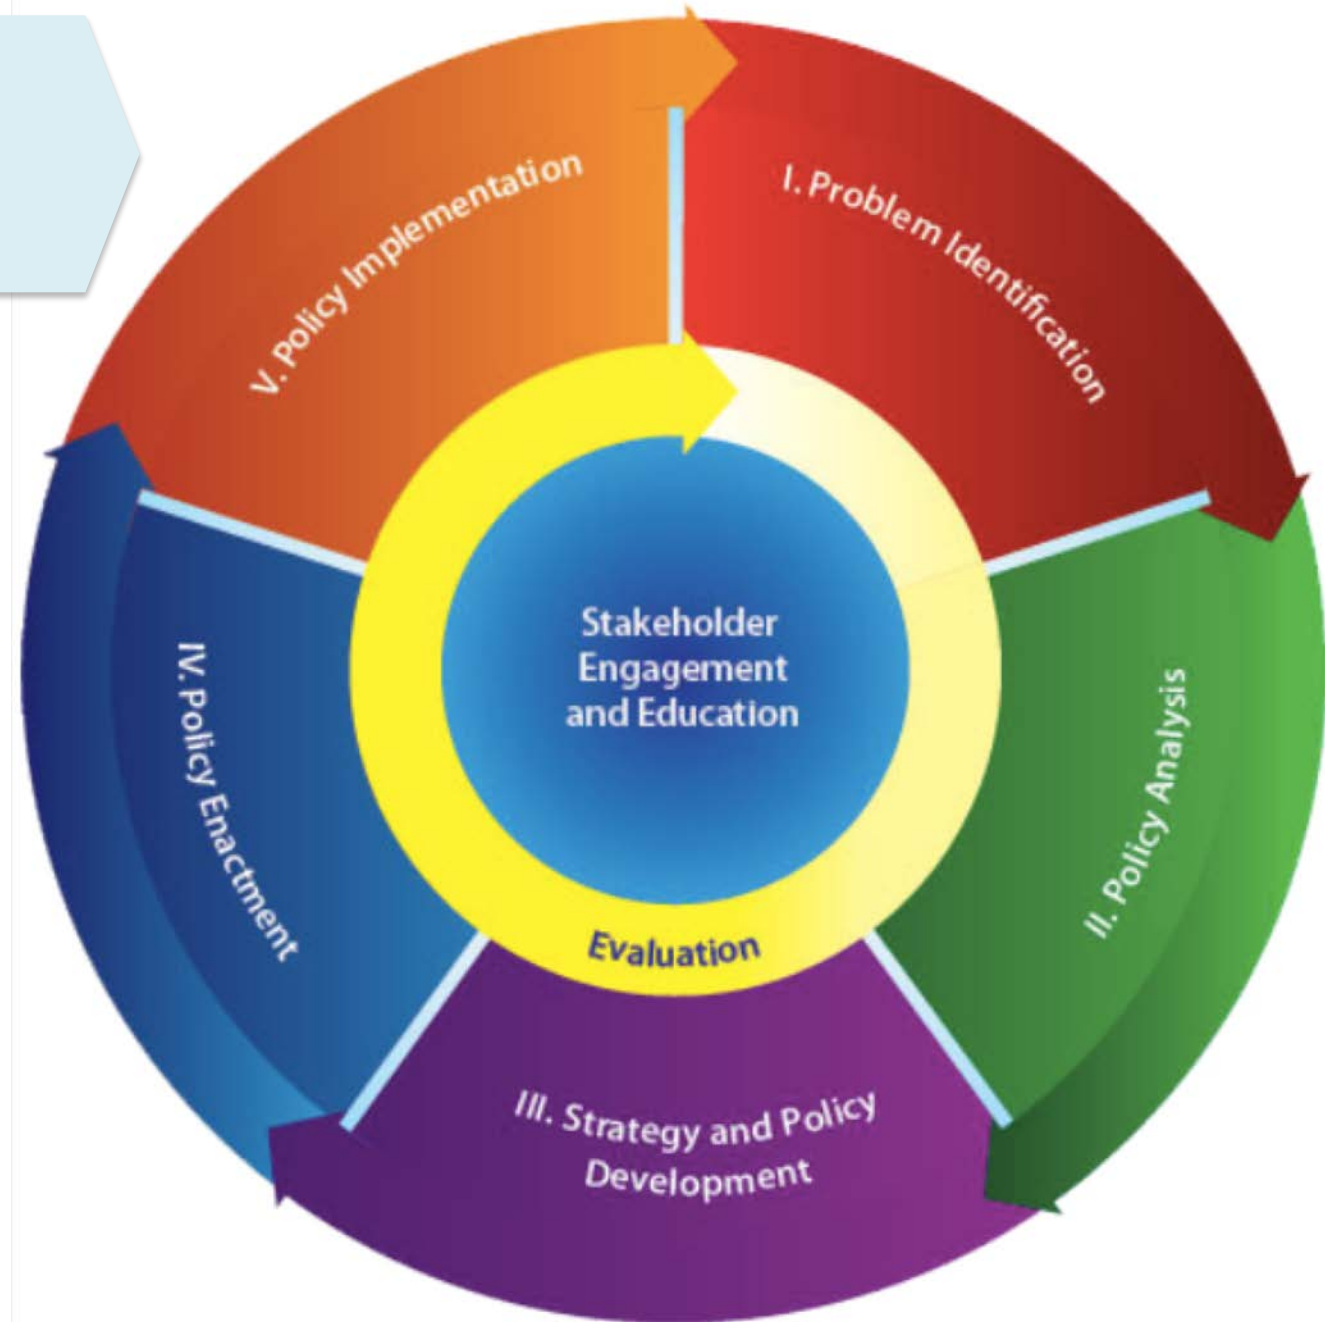 I. Problem Identification
II. Policy Analysis
III. Strategy and Policy
Development
IV. Policy Enactment
V. Policy Implementation
Evaluation
Stakeholder
Engagement
and Education